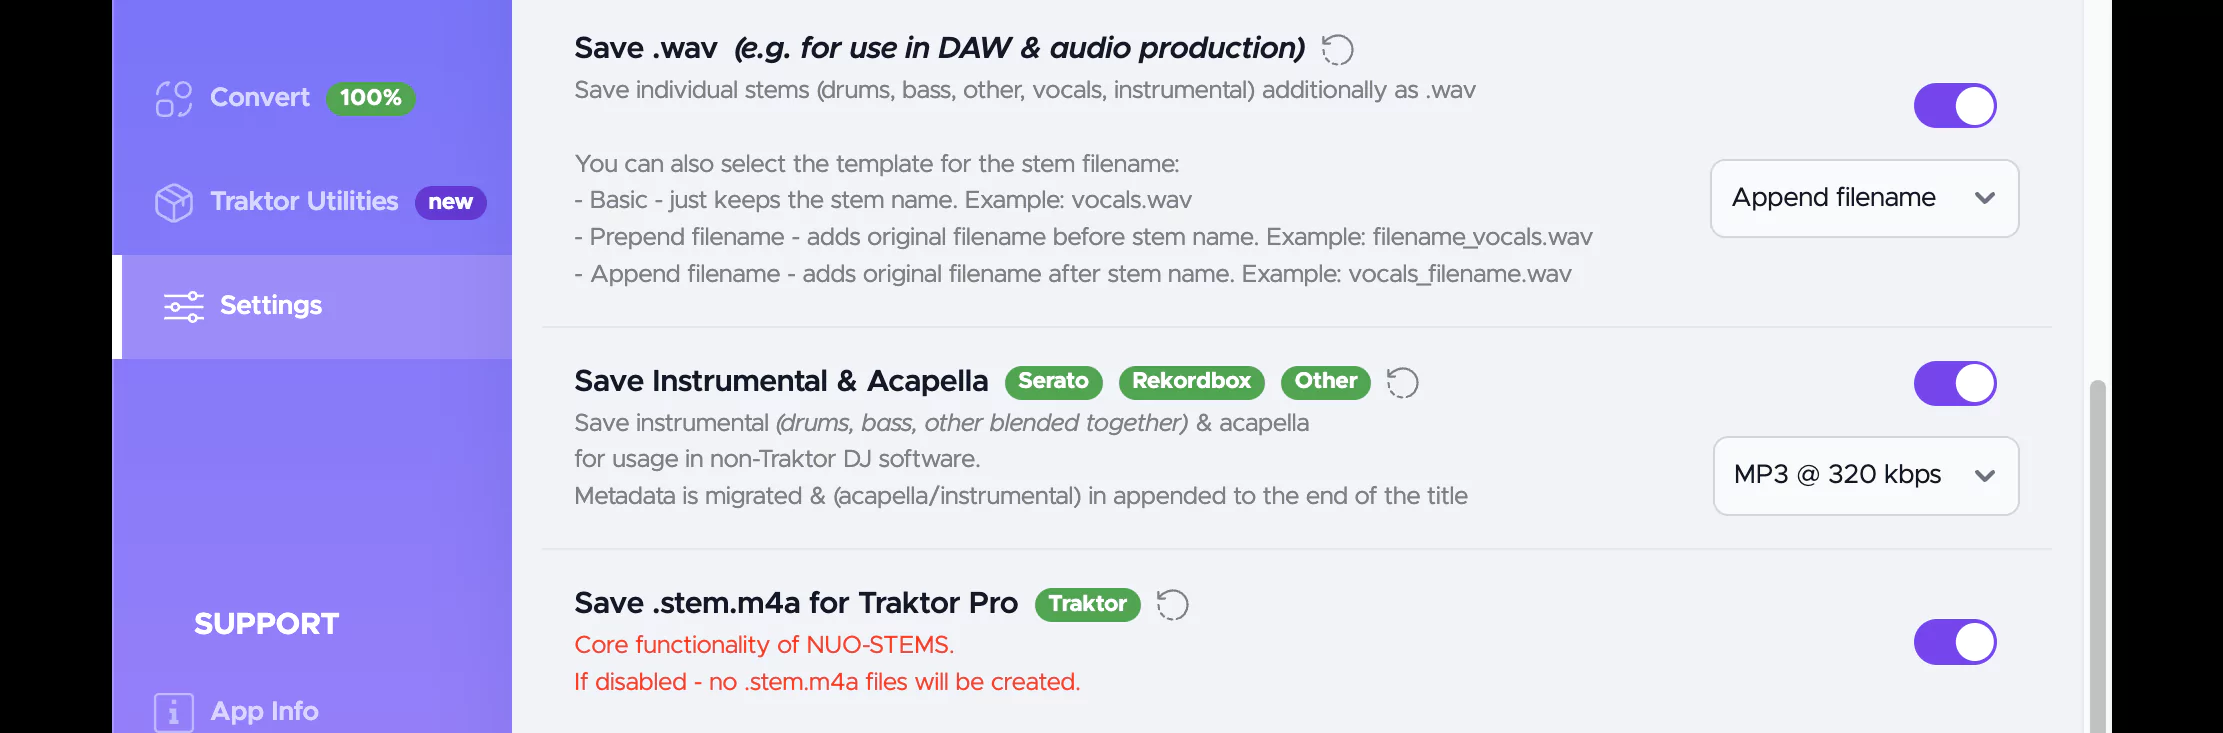 Convert 100%
Traktor Utilities new
Settings
SUPPORT
App Info
Save .wav (e.g. for use in DAW & audio production)
Save individual stems (drums, bass, other, vocals, instrumental) additionally as .wav
You can also select the template for the stem filename:
- Basic - just keeps the stem name. Example: vocals.wav
- Prepend filename - adds original filename before stem name. Example: filename_vocals.wav
- Append filename - adds original filename after stem name. Example: vocals_filename.wav
Append filename
Save Instrumental & Acapella Serato Rekordbox Other
Save instrumental (drums, bass, other blended together) & acapella
for usage in non-Traktor DJ software.
Metadata is migrated & (acapella/instrumental) in appended to the end of the title
MP3 @ 320 kbps
Save .stem.m4a for Traktor Pro Traktor
Core functionality of NUO-STEMS.
If disabled - no .stem.m4a files will be created.